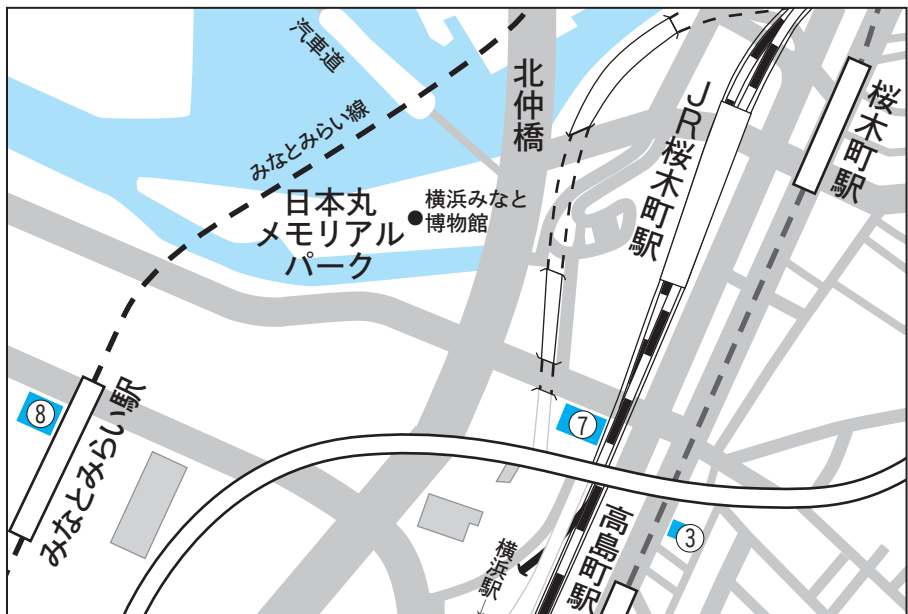 汽車道
北仲橋
桜木町駅
JR桜木町駅
みなとみらい線
日本丸
メモリアル
パーク
横浜みなと
博物館
みなとみらい駅
⑧
⑦
③
高島町駅
横浜駅